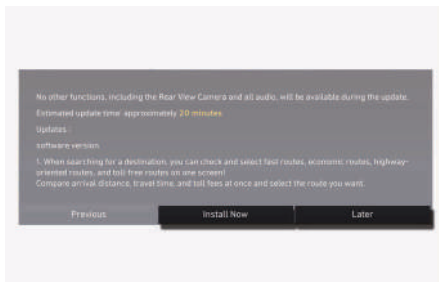 No other functions, including the Rear View Camera and all audio, will be available during the update.
Estimated update time: approximately 20 minutes
Updates :
software version
1. When searching for a destination, you can check and select fast routes, economic routes, highway-
oriented routes, and toll free routes on one screen!
Compare arrival distance, travel time, and toll fees at once and select the route you want.
Previous
Install Now
Later